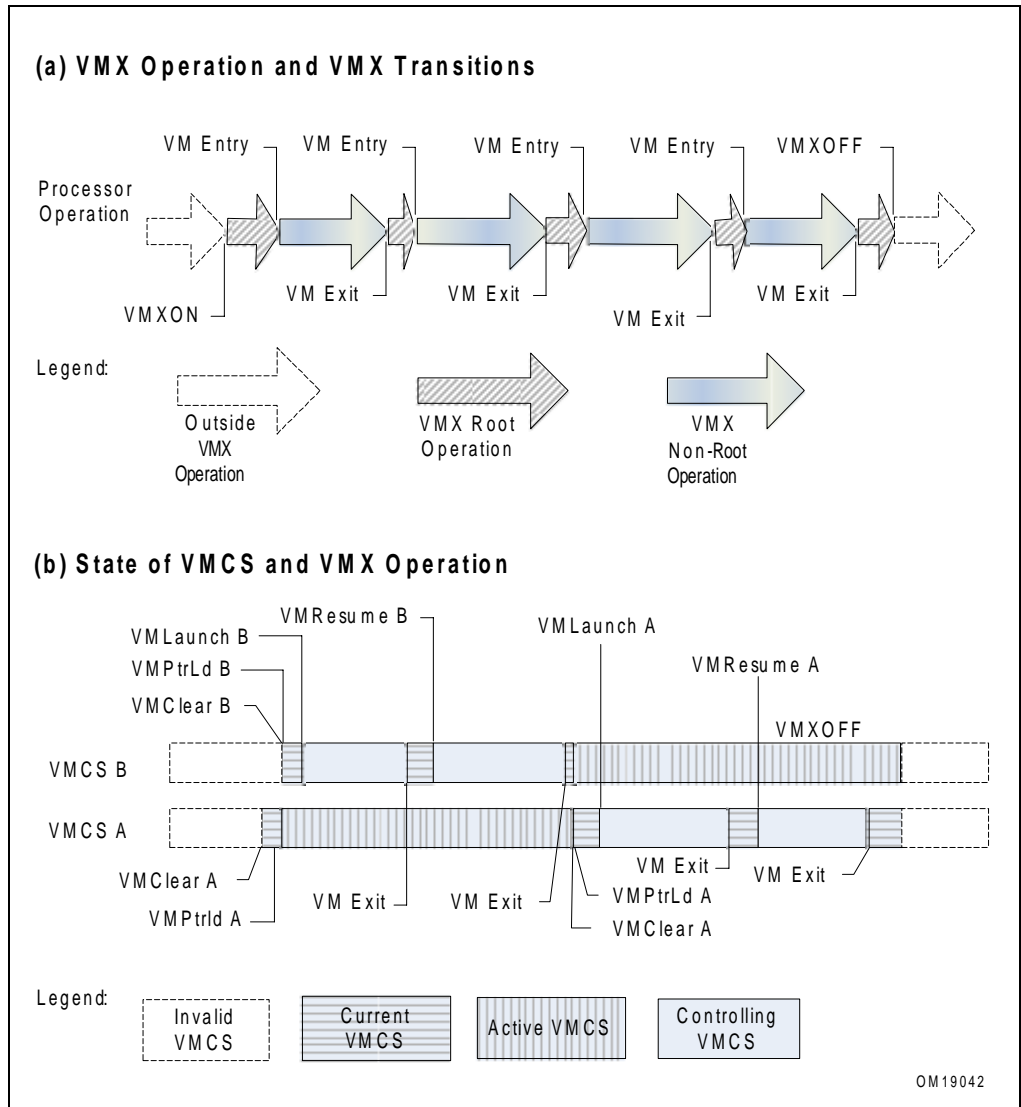 (a) VMX Operation and VMX Transitions
VM Entry VM Entry VM Entry VM Entry VMXOFF
Processor
Operation
VM Exit VM Exit VM Exit
VMXON VM Exit
Legend:
Outside
VMX
Operation
VMX Root
Operation
VMX
Non-Root
Operation
(b) State of VMCS and VMX Operation
VMResume B
VMLaunch A
VMLaunch B
VMPtrLd B
VMResume A
VMClear B
VMXOFF
VMCS B
VMCS A
VMClear A
VMPtrld A
VM Exit
VM Exit
VM Exit
VM Exit
VMPtrLd A
VMClear A
Legend:
Invalid
VMCS
Current
VMCS
Active VMCS
Controlling
VMCS
OM19042